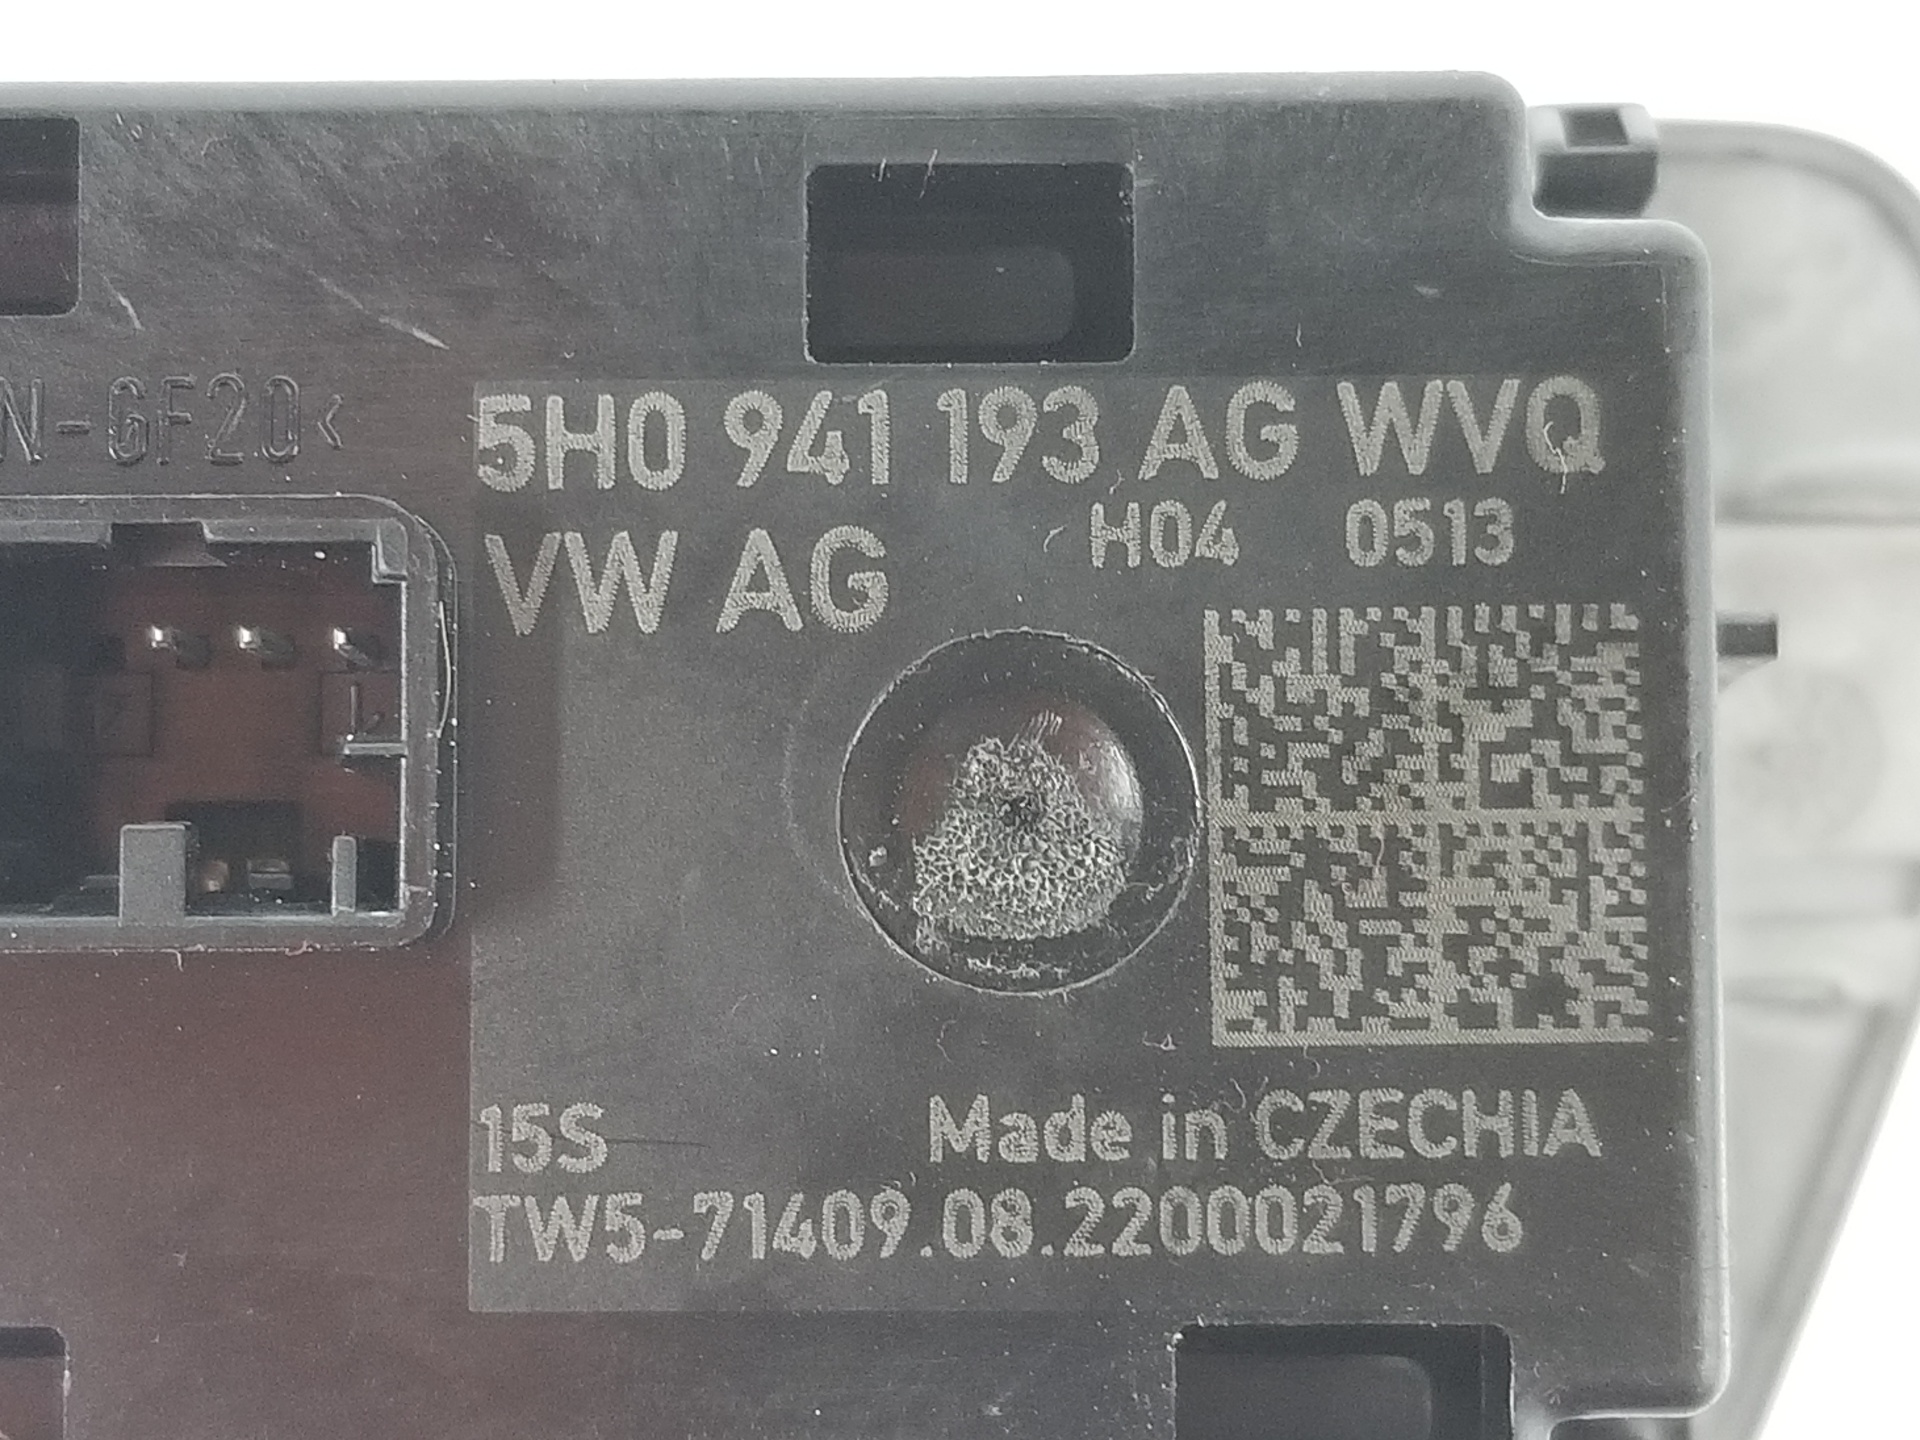 N-GF20<
5H0 941 193 AG WVQ
VW AG H04 0513
15S Made in CZECHIA
TW5-71409.08.2200021796